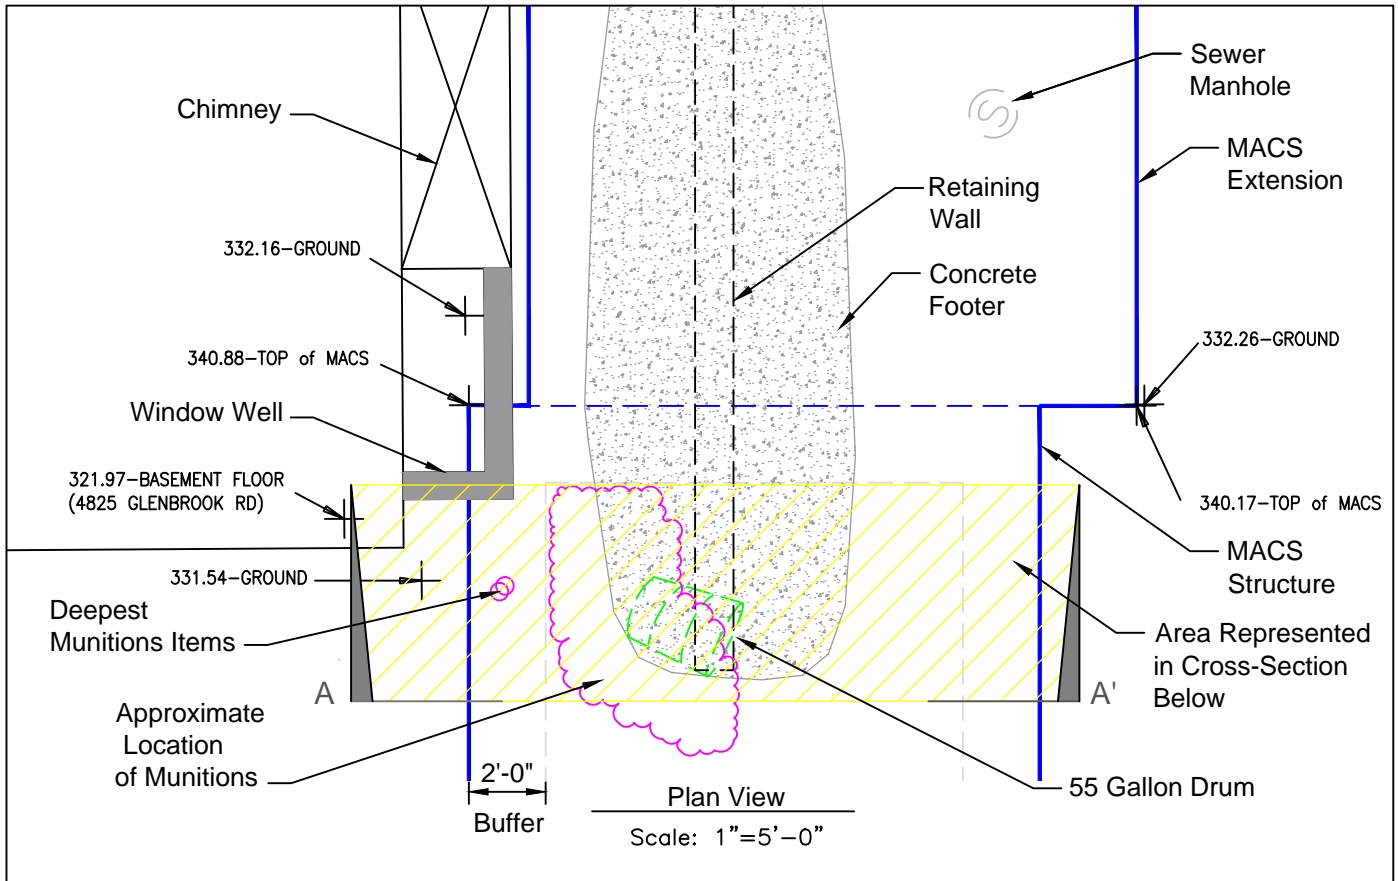 Sewer
Manhole
Chimney
MACS
Extension
Retaining
Wall
332.16-GROUND
Concrete
Footer
332.26-GROUND
340.88-TOP of MACS
Window Well
321.97-BASEMENT FLOOR
(4825 GLENBROOK RD)
340.17-TOP of MACS
MACS
Structure
331.54-GROUND
Deepest
Munitions Items
Area Represented
in Cross-Section
Below
A
A'
Approximate
Location
of Munitions
2'-0"
Buffer
55 Gallon Drum
Plan View
Scale: 1"=5'-0"
S